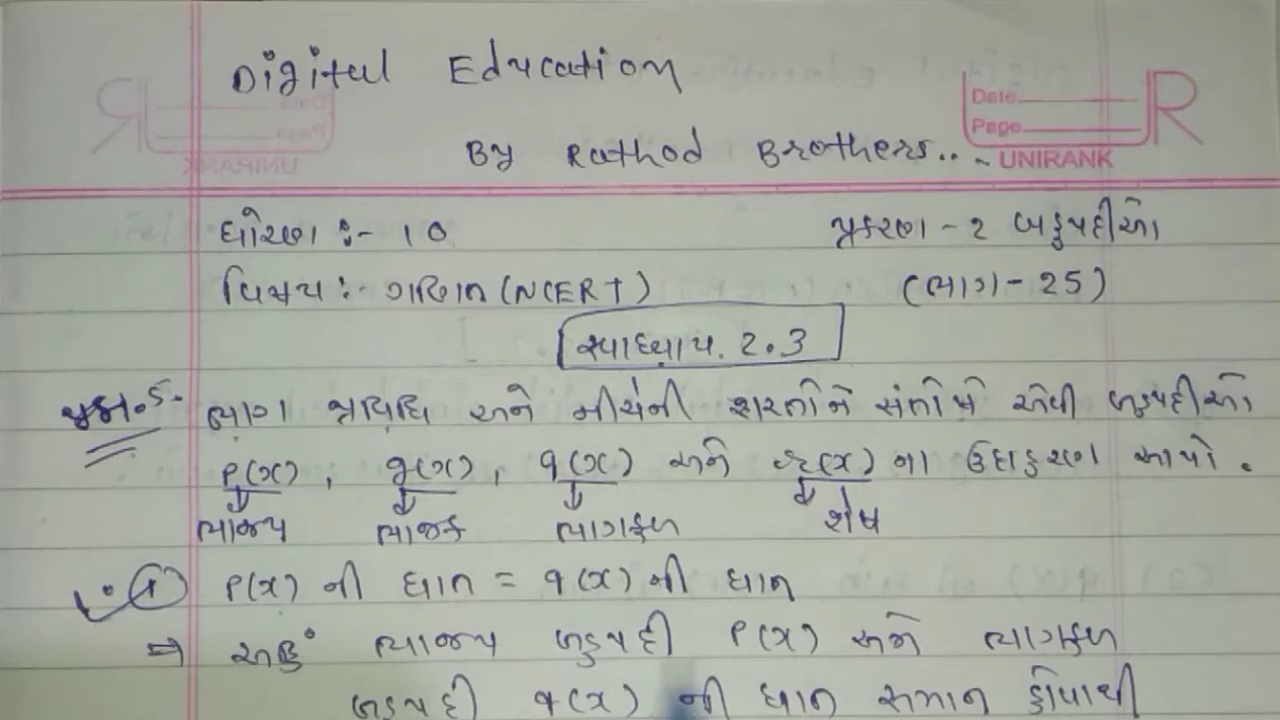 Digital Education
Date
Page
By Rathod Brothers..
UNIRANK
ધોરણ :- 10 પ્રકરણ - 2 બહુપદીઓ
વિષય :- ગણિત (NCERT) (ભાગ - 25)
સ્વાધ્યાય 2.3
પ્રશ્ન.5. ભાગ પ્રવિધિ અને નીચેની શરતોને સંતોષે એવી બહુપદીઓ
P(x), g(x), q(x) અને r(x) ના ઉદાહરણ આપો.
ભાજ્ય ભાજક ભાગફળ શેષ
(1) P(x) ની ઘાત = q(x) ની ઘાત
⇒ અહીં ભાજ્ય બહુપદી P(x) અને ભાગફળ
બહુપદી q(x) ની ઘાત સમાન હોવાથી